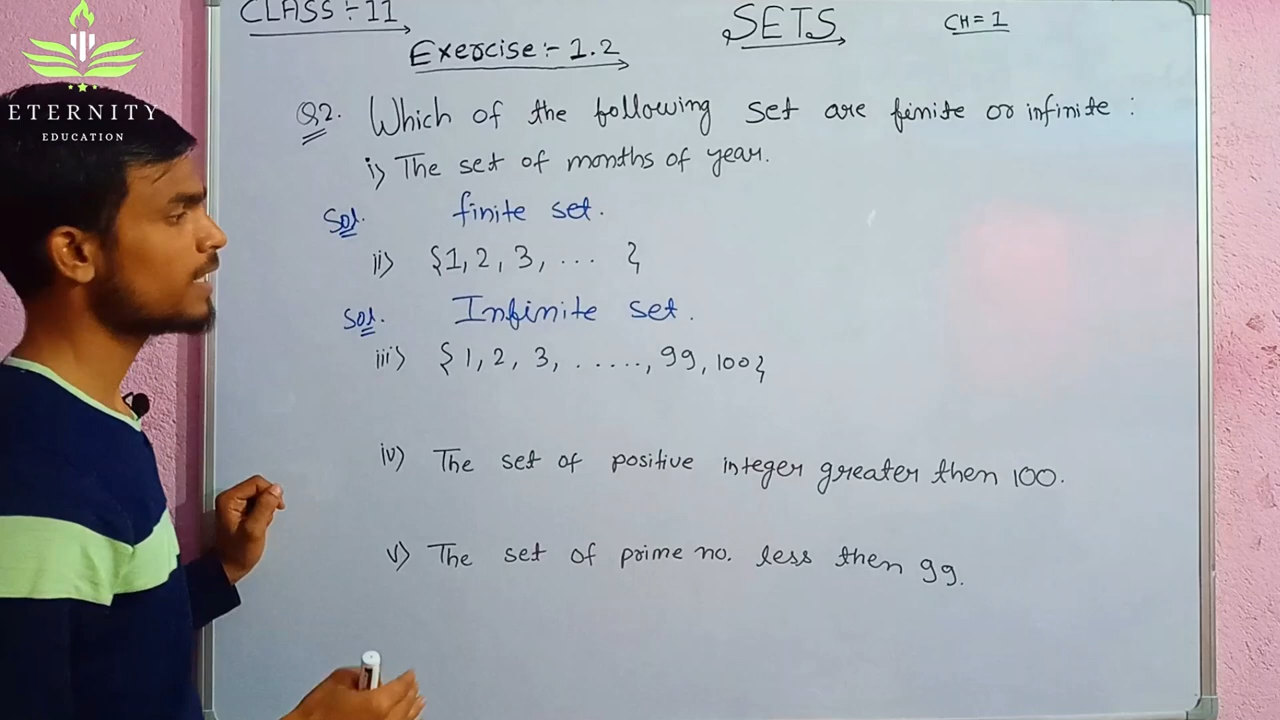 CLASS :- 11
SETS
CH = 1
Exercise :- 1.2
ETERNITY
EDUCATION
Q2. Which of the following set are finite or infinite :
i) The set of months of year.
Sol. finite set.
ii) {1, 2, 3, ... }
Sol. Infinite set.
iii) { 1, 2, 3, ....., 99, 100}
iv) The set of positive integer greater then 100.
v) The set of prime no. less then 99.